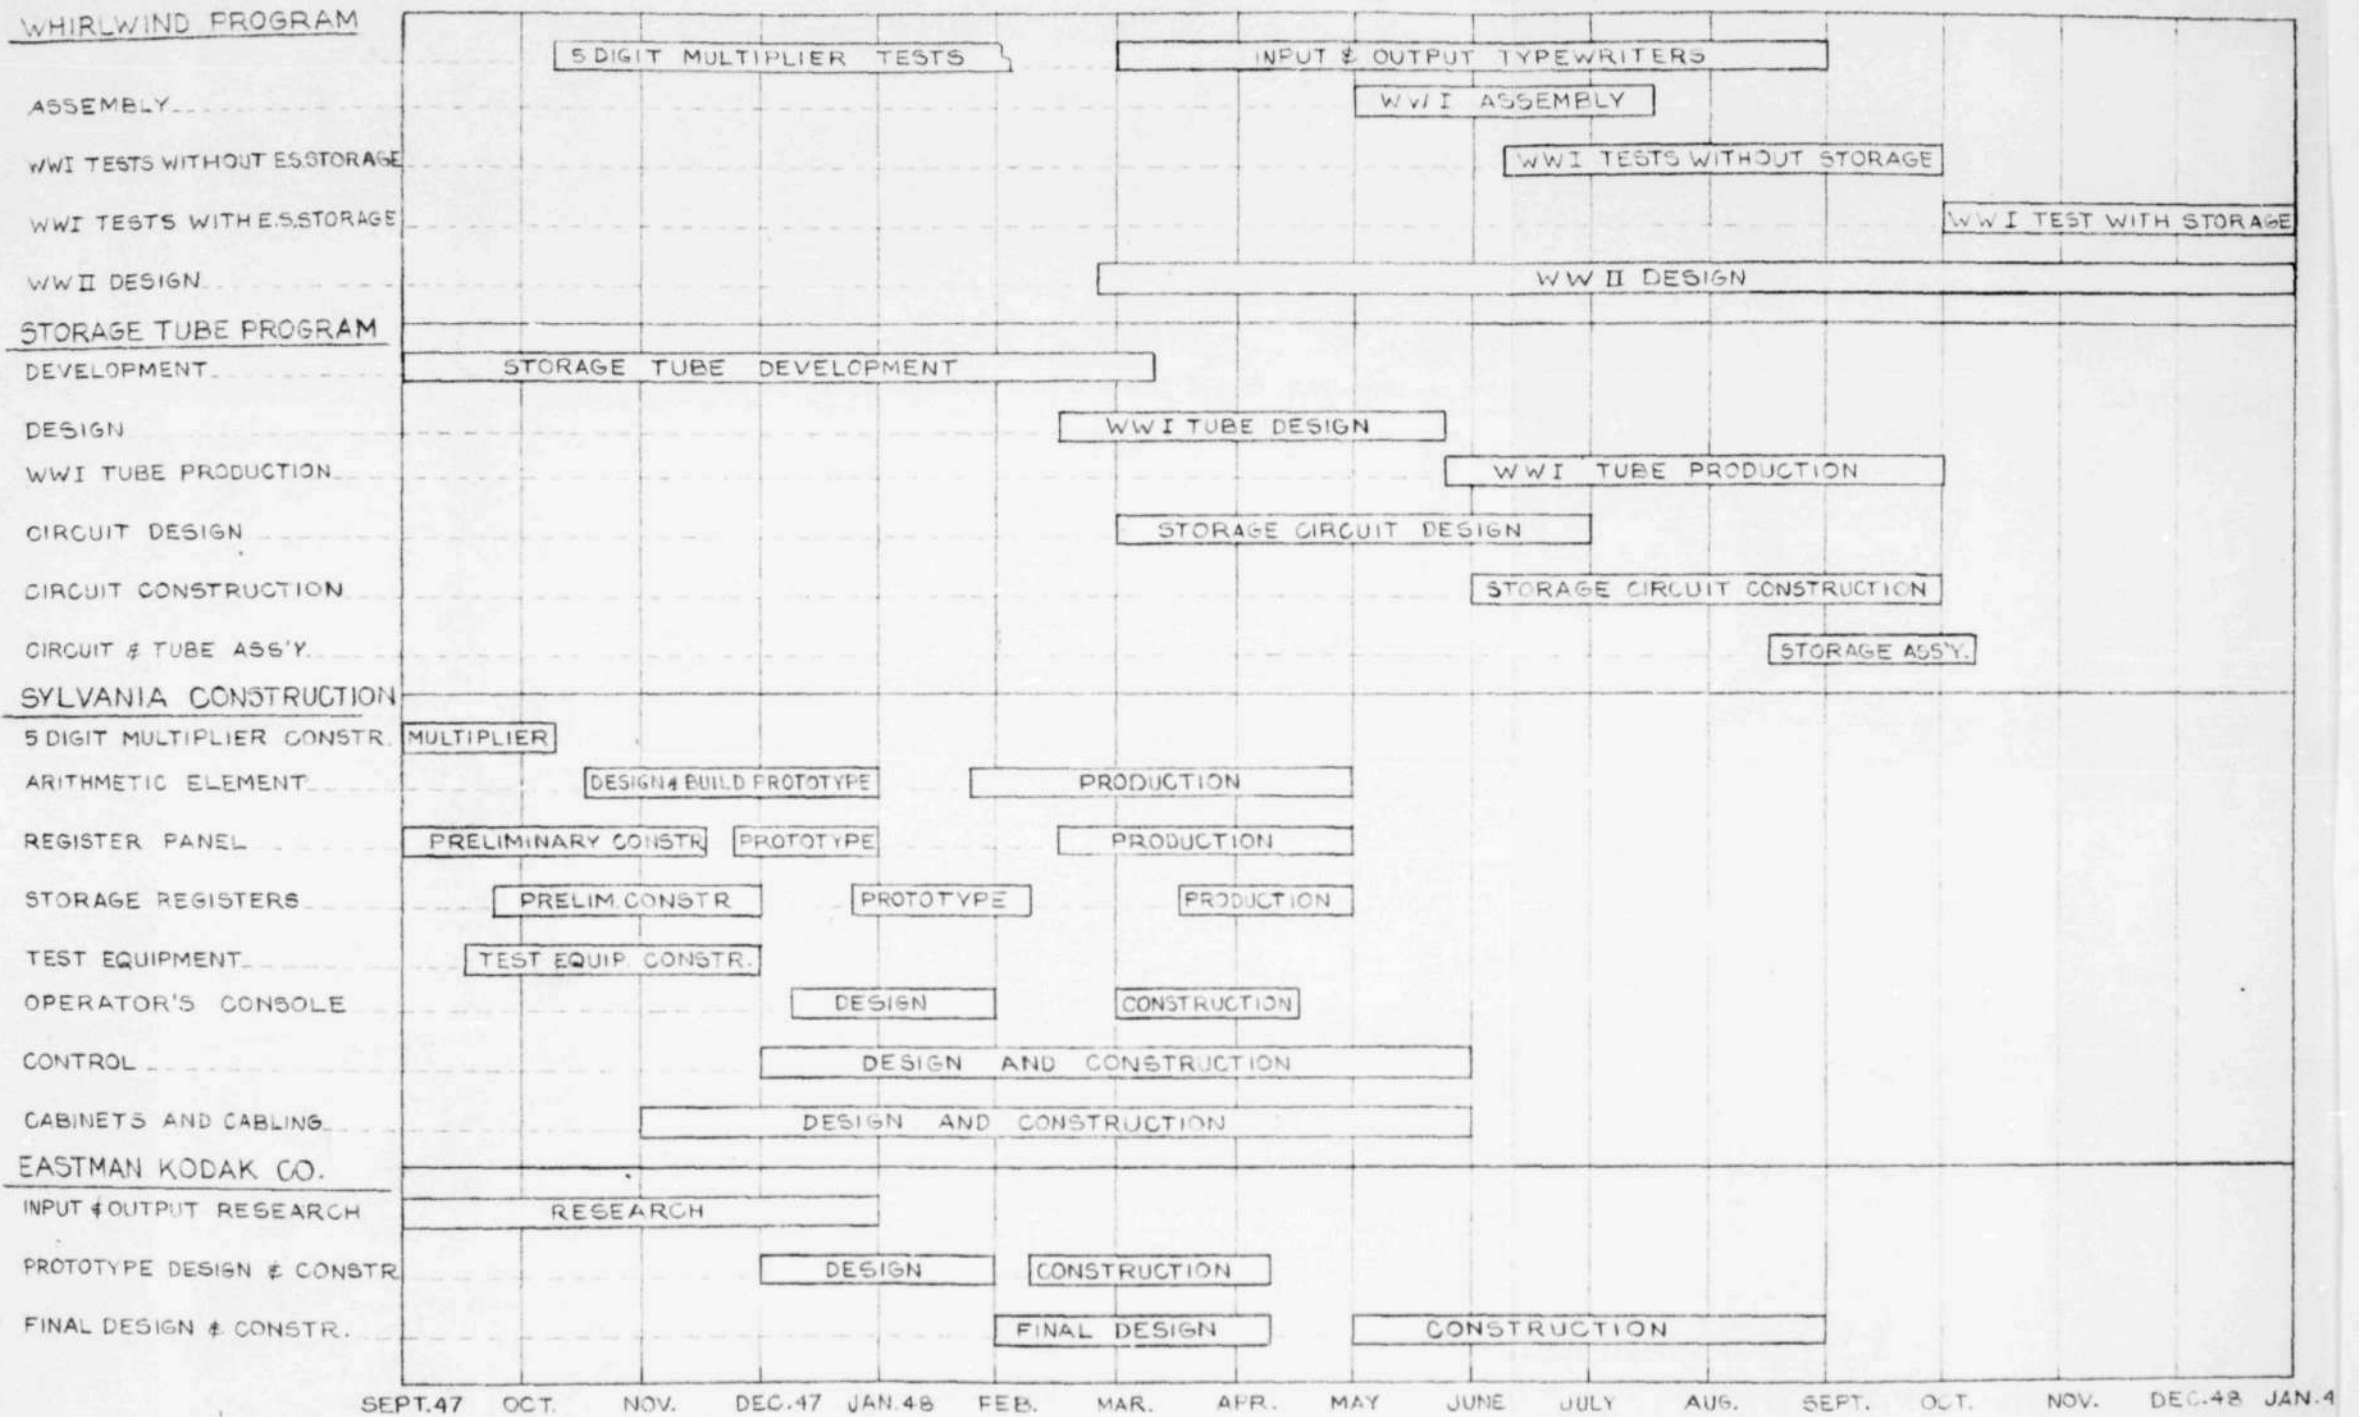 WHIRLWIND PROGRAM
5 DIGIT MULTIPLIER TESTS
INPUT & OUTPUT TYPEWRITERS
ASSEMBLY
WWI ASSEMBLY
WWI TESTS WITHOUT E.S.STORAGE
WWI TESTS WITHOUT STORAGE
WWI TESTS WITH E.S.STORAGE
WWI TEST WITH STORAGE
WW II DESIGN
WW II DESIGN
STORAGE TUBE PROGRAM
DEVELOPMENT
STORAGE TUBE DEVELOPMENT
DESIGN
WWI TUBE DESIGN
WWI TUBE PRODUCTION
WWI TUBE PRODUCTION
CIRCUIT DESIGN
STORAGE CIRCUIT DESIGN
CIRCUIT CONSTRUCTION
STORAGE CIRCUIT CONSTRUCTION
CIRCUIT & TUBE ASS'Y.
STORAGE ASS'Y.
SYLVANIA CONSTRUCTION
5 DIGIT MULTIPLIER CONSTR.
MULTIPLIER
ARITHMETIC ELEMENT
DESIGN & BUILD PROTOTYPE
PRODUCTION
REGISTER PANEL
PRELIMINARY CONSTR
PROTOTYPE
PRODUCTION
STORAGE REGISTERS
PRELIM. CONSTR
PROTOTYPE
PRODUCTION
TEST EQUIPMENT
TEST EQUIP. CONSTR.
OPERATOR'S CONSOLE
DESIGN
CONSTRUCTION
CONTROL
DESIGN AND CONSTRUCTION
CABINETS AND CABLING
DESIGN AND CONSTRUCTION
EASTMAN KODAK CO.
INPUT & OUTPUT RESEARCH
RESEARCH
PROTOTYPE DESIGN & CONSTR
DESIGN
CONSTRUCTION
FINAL DESIGN & CONSTR.
FINAL DESIGN
CONSTRUCTION
SEPT.47 OCT. NOV. DEC.47 JAN.48 FEB. MAR. APR. MAY JUNE JULY AUG. SEPT. OCT. NOV. DEC.48 JAN.4